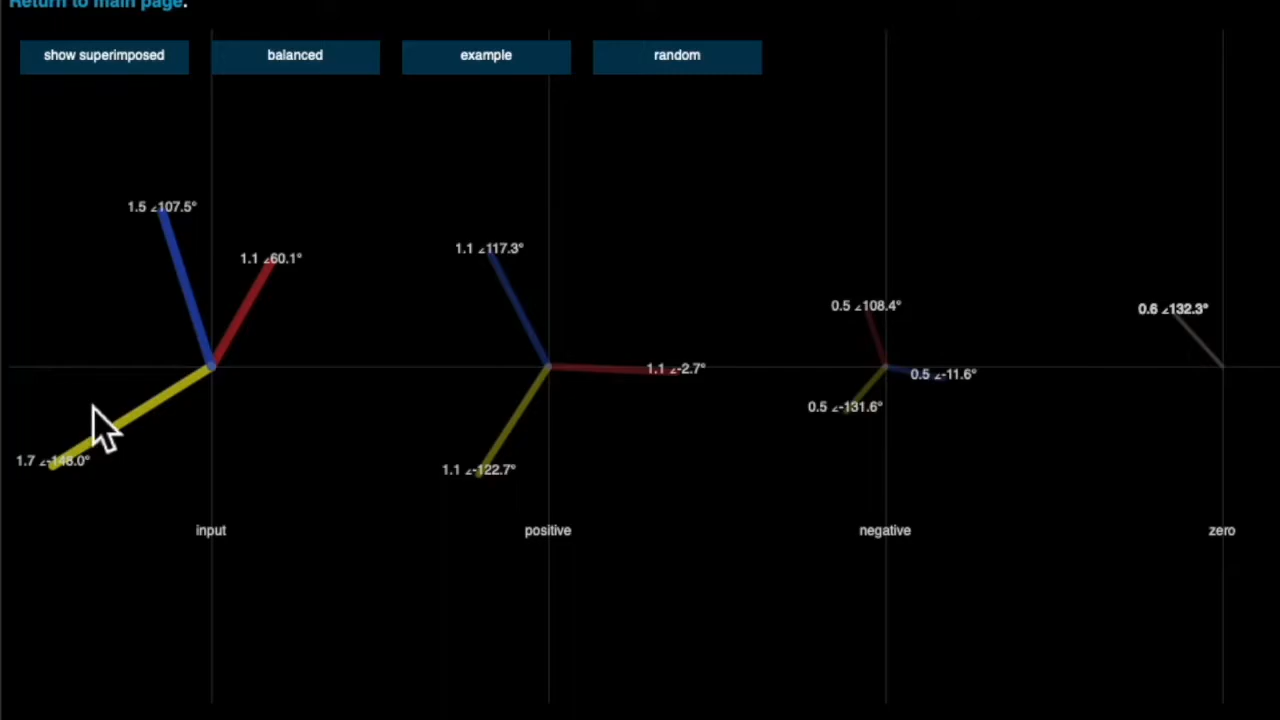 Return to main page.
show superimposed
balanced
example
random
1.5 ∠107.5°
1.1 ∠60.1°
1.7 ∠-148.0°
input
1.1 ∠117.3°
1.1 ∠-2.7°
1.1 ∠-122.7°
positive
0.5 ∠108.4°
0.5 ∠-11.6°
0.5 ∠-131.6°
negative
0.6 ∠132.3°
zero